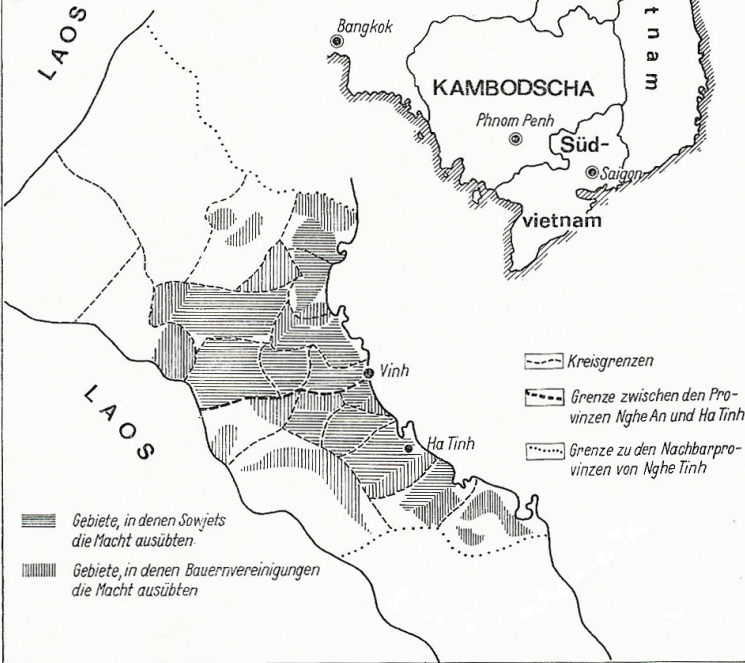 LAOS
Bangkok
tnam
KAMBODSCHA
Phnom Penh
Süd-
Saigon
vietnam
Vinh
Kreisgrenzen
Grenze zwischen den Pro-
vinzen Nghe An und Ha Tinh
LAOS
Ha Tinh
Grenze zu den Nachbarpro-
vinzen von Nghe Tinh
Gebiete, in denen Sowjets
die Macht ausübten
Gebiete, in denen Bauernvereinigungen
die Macht ausübten